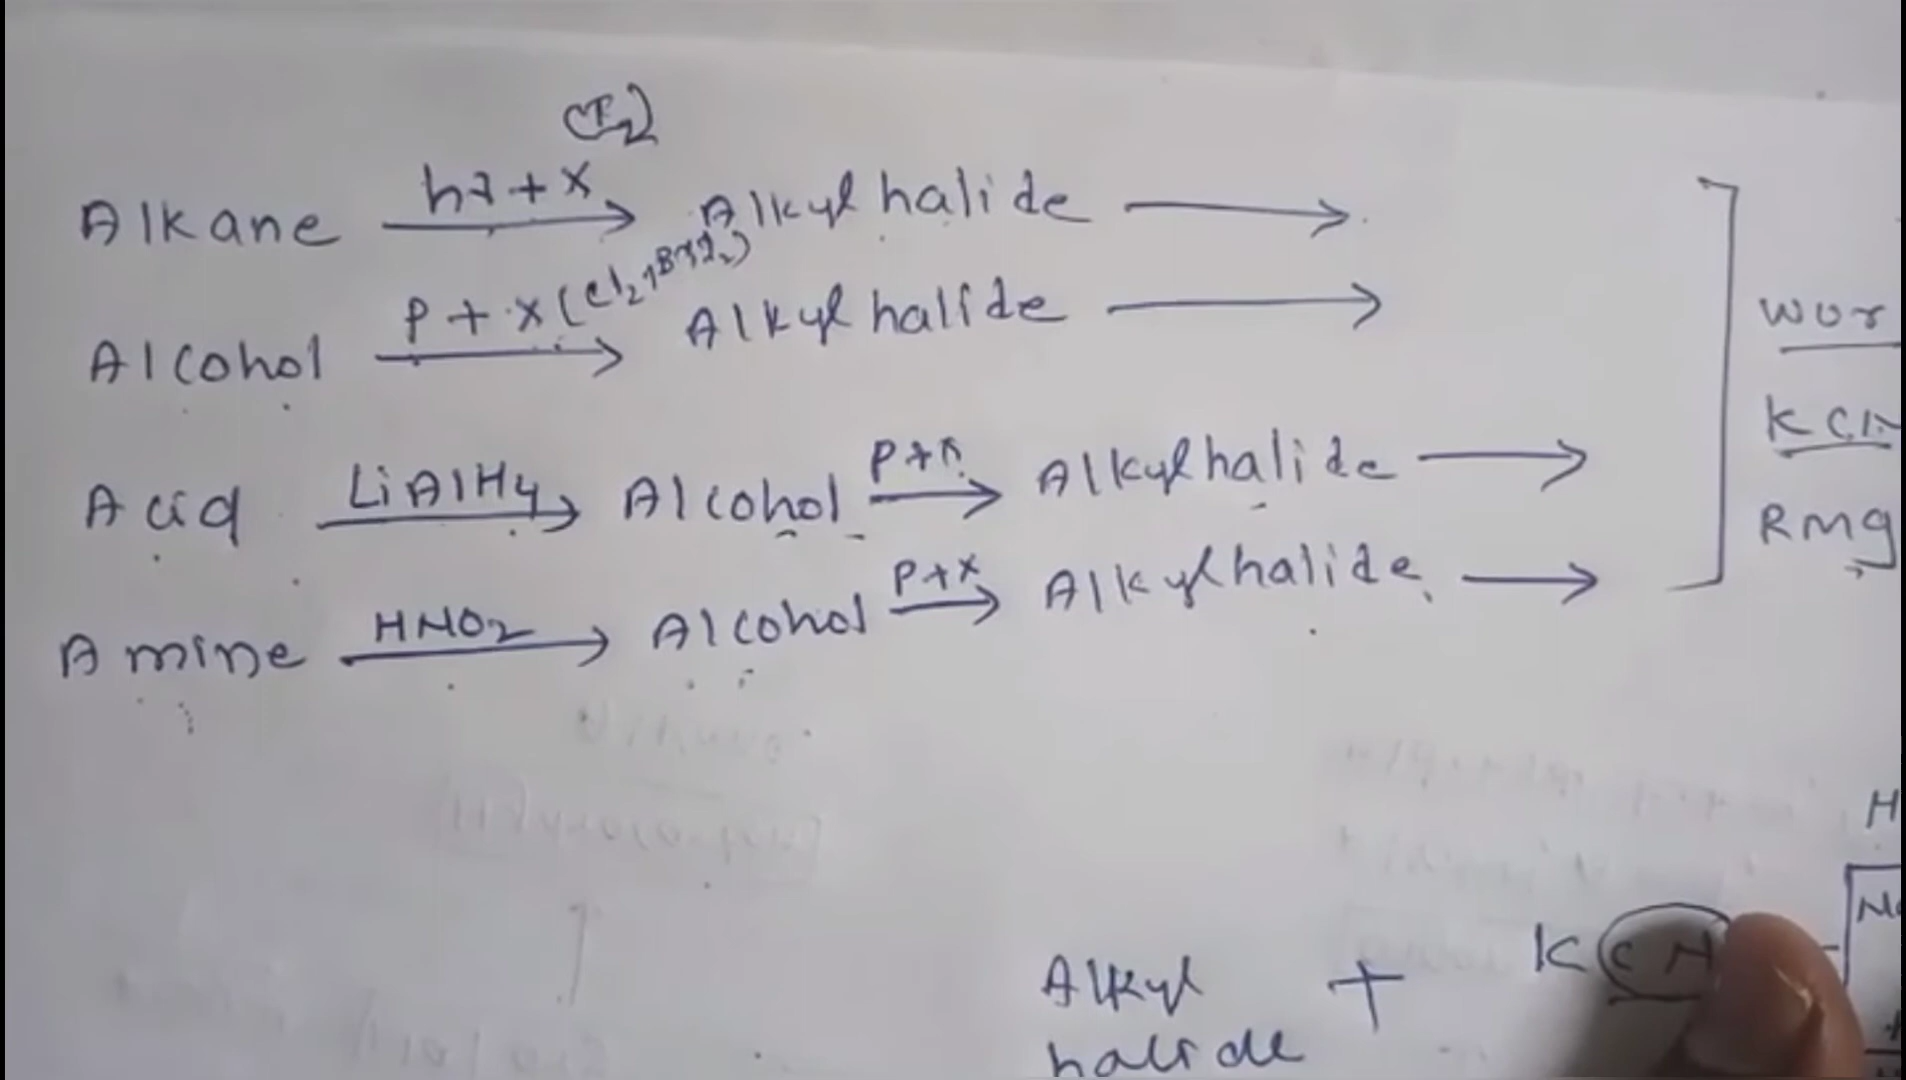 Alkane hν + X Alkyl halide
Alcohol P + X (Cl2, Br2, I2) Alkyl halide
Acid LiAlH4 Alcohol P + X Alkyl halide
Amine HNO2 Alcohol P + X Alkyl halide
wur
KCN
RMg
H
Alkyl halide + KCN